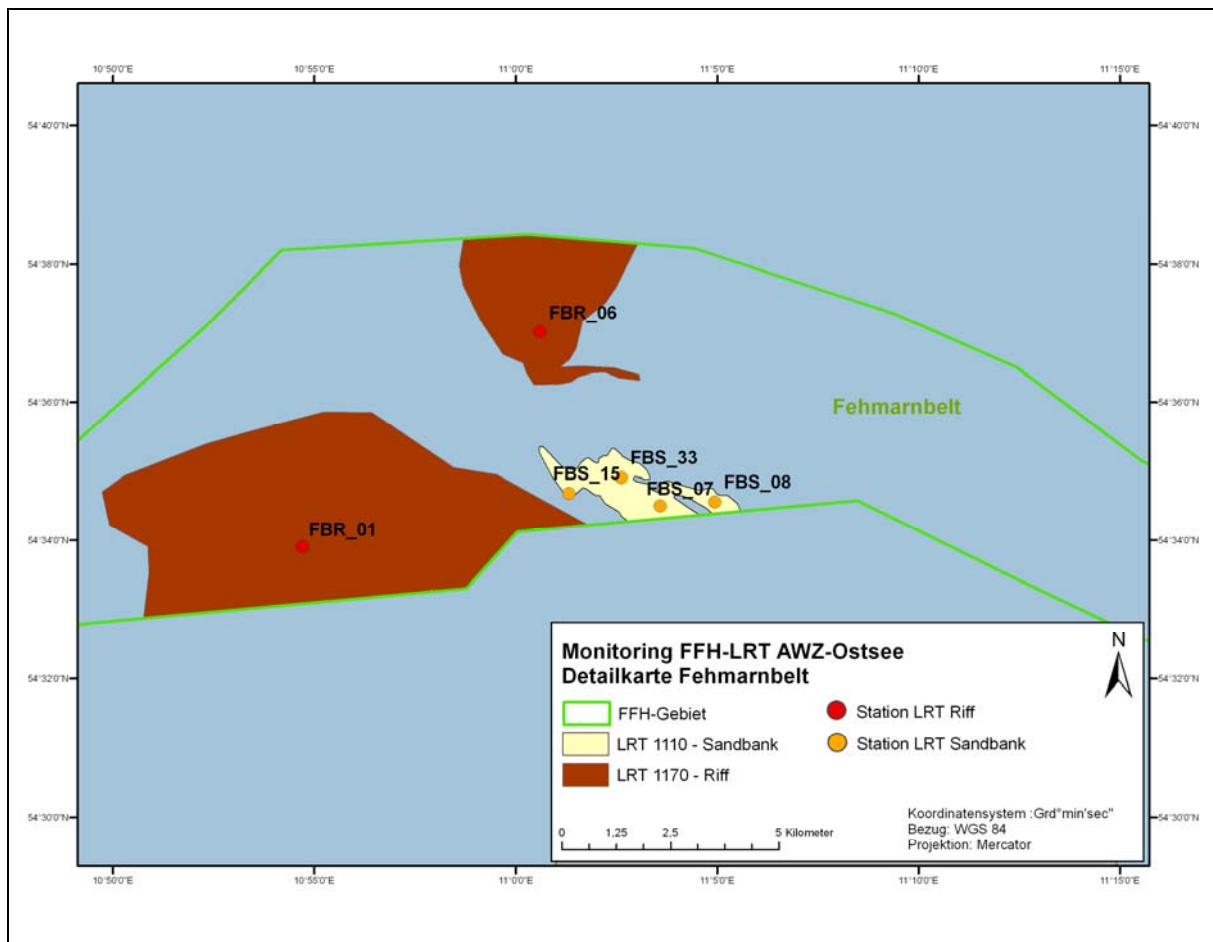 10°50'0"E 10°55'0"E 11°0'0"E 11°5'0"E 11°10'0"E 11°15'0"E
54°40'0"N 54°40'0"N
54°38'0"N 54°38'0"N
FBR_06
54°36'0"N 54°36'0"N
Fehmarnbelt
FBS_33
FBS_15
FBS_07 FBS_08
FBR_01
54°34'0"N 54°34'0"N
Monitoring FFH-LRT AWZ-Ostsee
Detailkarte Fehmarnbelt
N
54°32'0"N 54°32'0"N
FFH-Gebiet
LRT 1110 - Sandbank
LRT 1170 - Riff
Station LRT Riff
Station LRT Sandbank
0 1,25 2,5 5 Kilometer
Koordinatensystem :Grd°min'sec"
Bezug: WGS 84
Projektion: Mercator
54°30'0"N 54°30'0"N
10°50'0"E 10°55'0"E 11°0'0"E 11°5'0"E 11°10'0"E 11°15'0"E